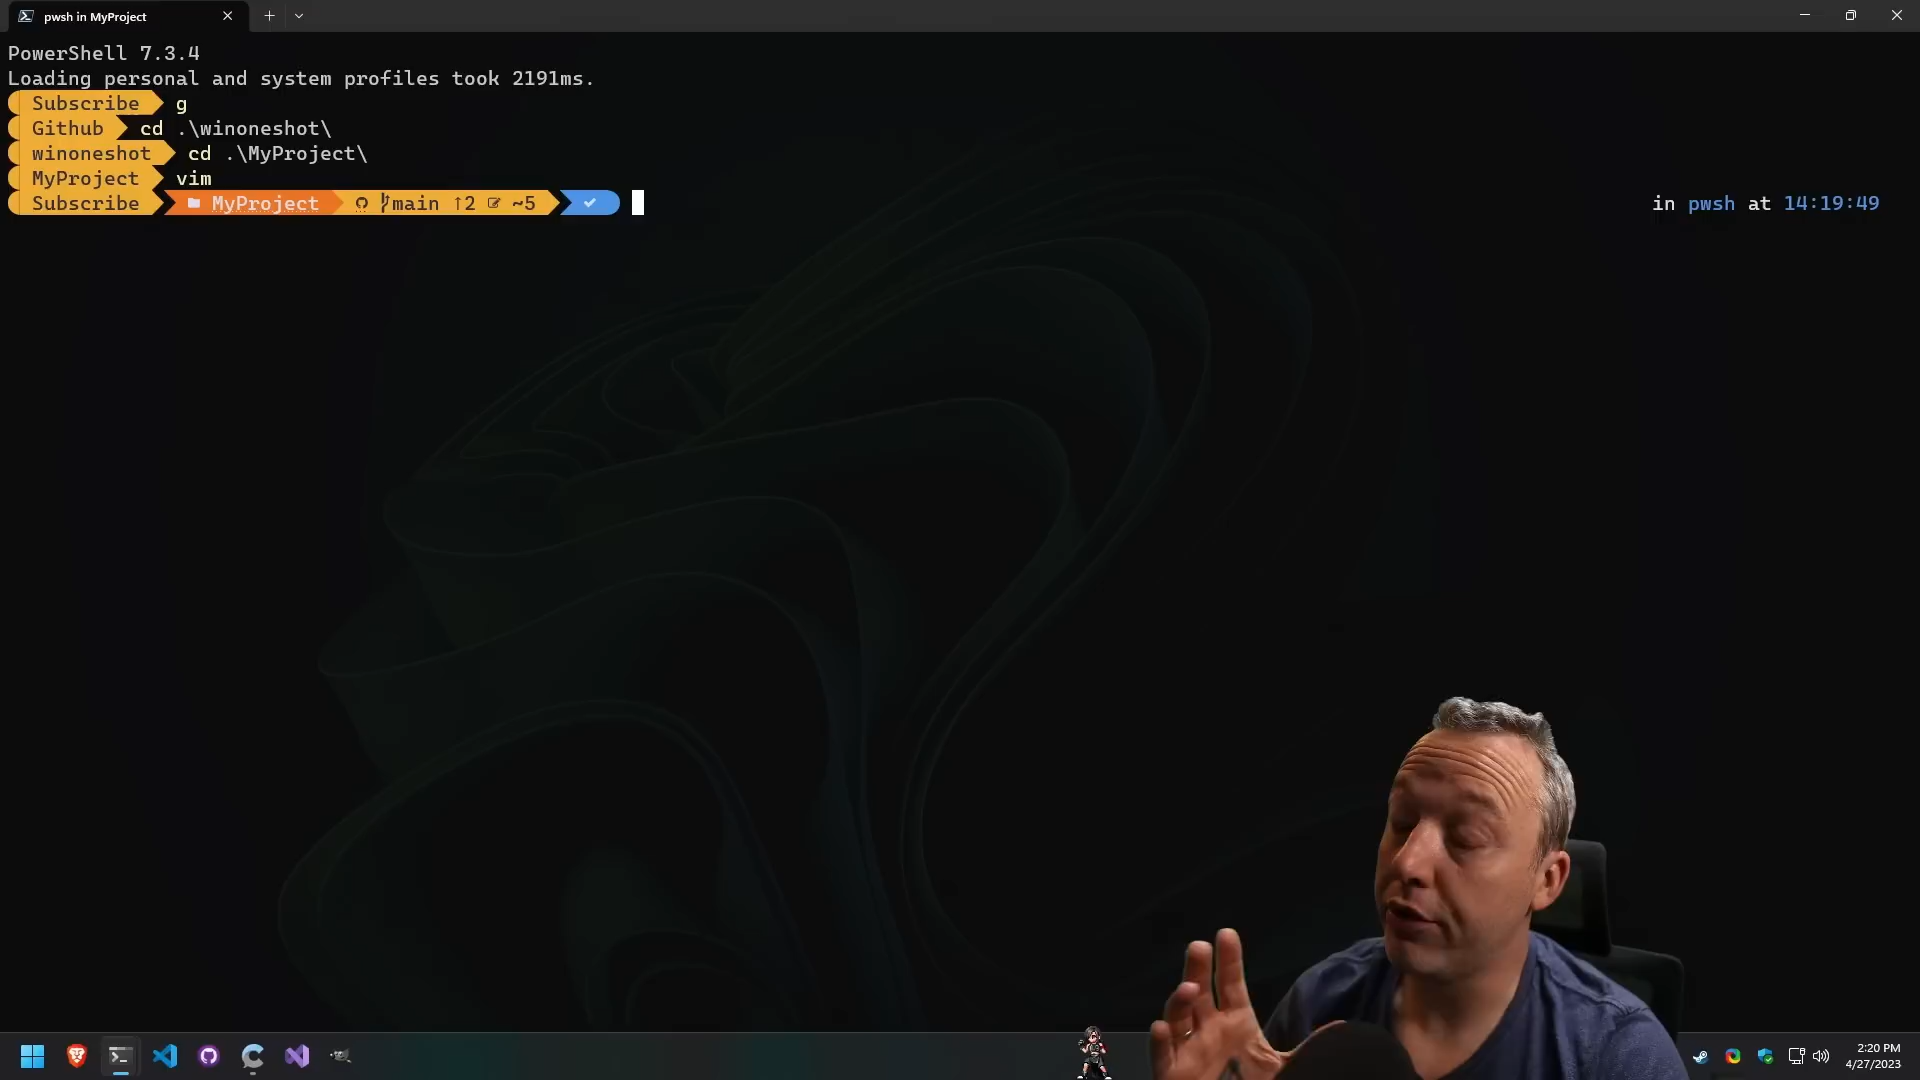 pwsh in MyProject
PowerShell 7.3.4
Loading personal and system profiles took 2191ms.
Subscribe g
Github cd .\winoneshot\
winoneshot cd .\MyProject\
MyProject vim
Subscribe MyProject main ↑2 ~5 in pwsh at 14:19:49
2:20 PM
4/27/2023